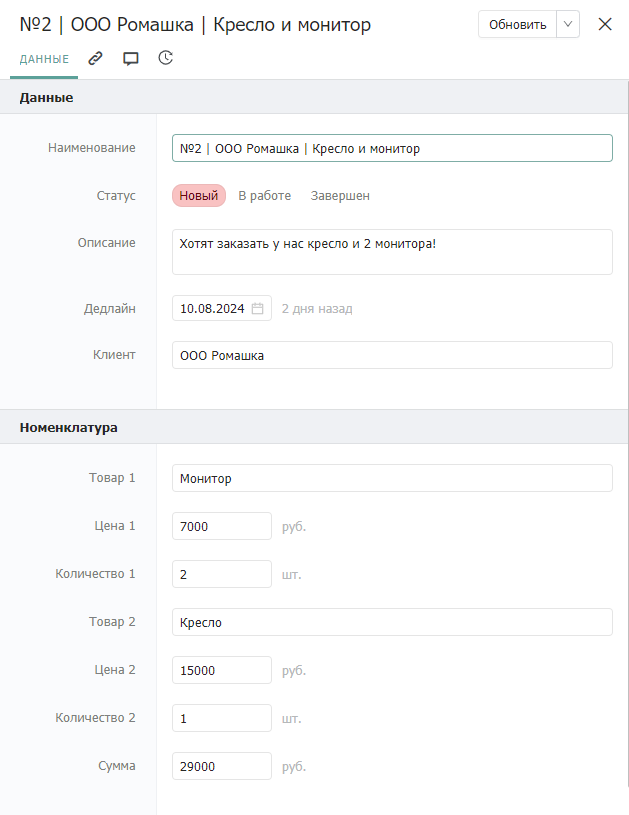 №2 | ООО Ромашка | Кресло и монитор
Обновить
ДАННЫЕ
Данные
Наименование №2 | ООО Ромашка | Кресло и монитор
Статус Новый В работе Завершен
Описание Хотят заказать у нас кресло и 2 монитора!
Дедлайн 10.08.2024 2 дня назад
Клиент ООО Ромашка
Номенклатура
Товар 1 Монитор
Цена 1 7000 руб.
Количество 1 2 шт.
Товар 2 Кресло
Цена 2 15000 руб.
Количество 2 1 шт.
Сумма 29000 руб.